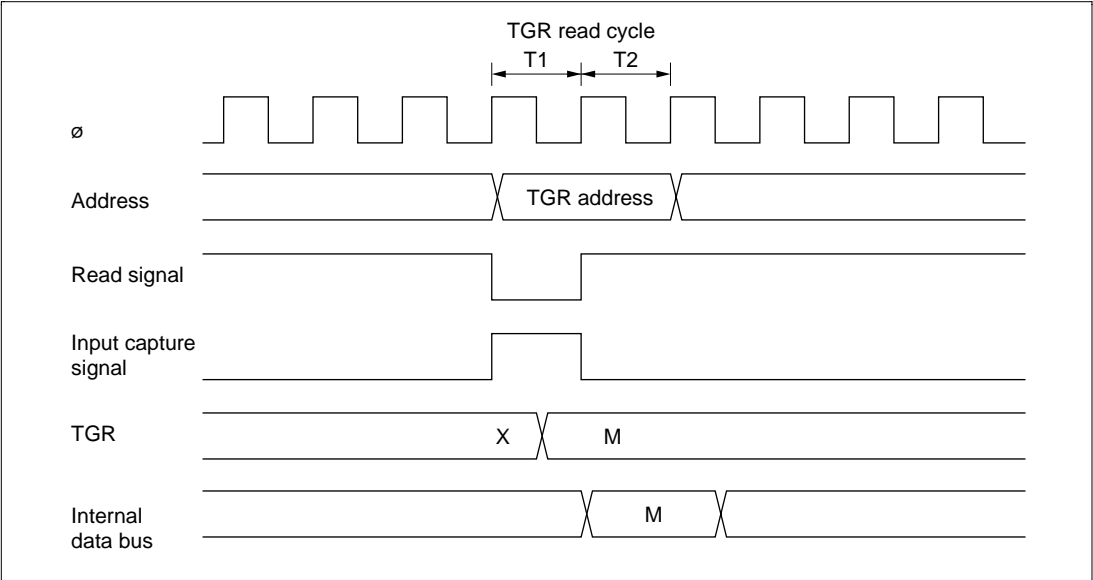 TGR read cycle
T1 T2
ø
Address TGR address
Read signal
Input capture
signal
TGR X M
Internal M
data bus